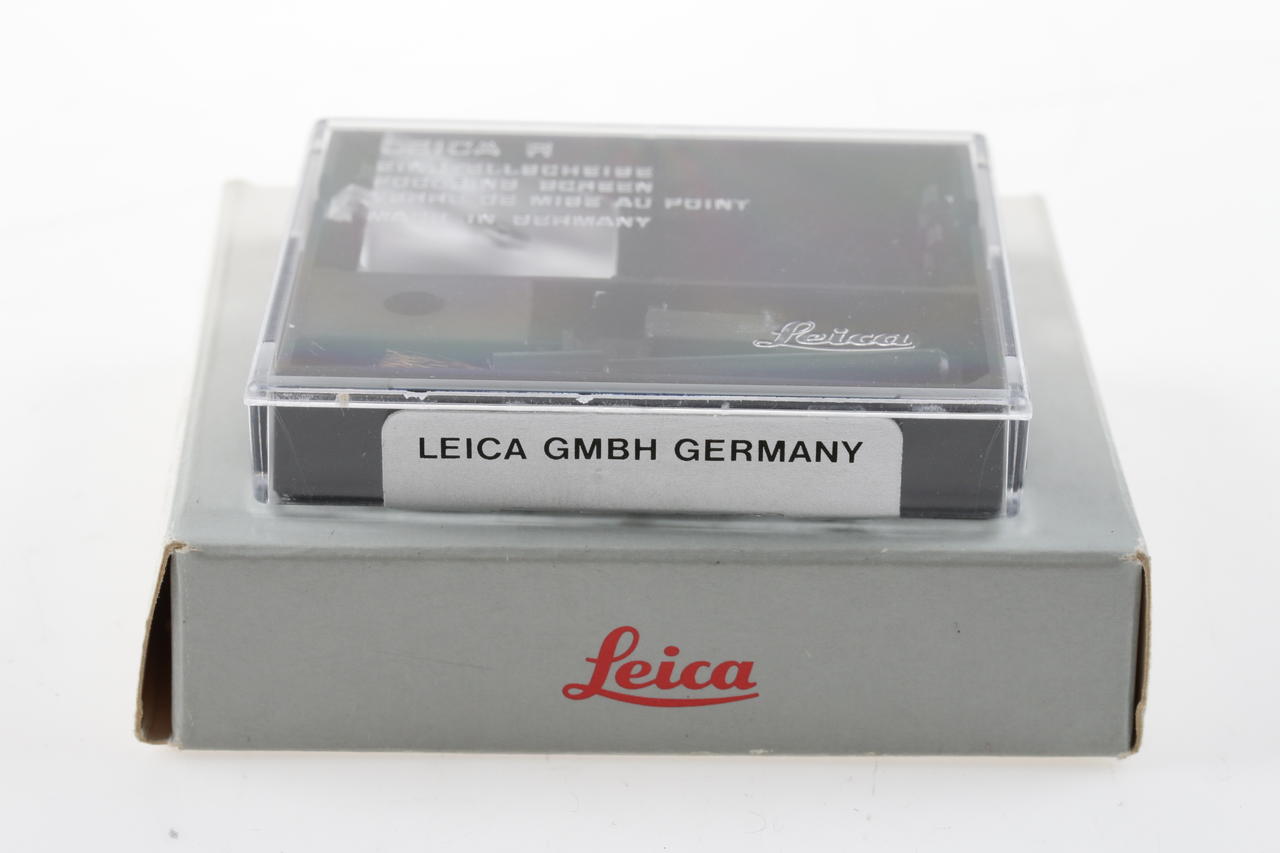 LEICA R
EINSTELLSCHEIBE
FOCUSING SCREEN
VERRE DE MISE AU POINT
MADE IN GERMANY
Leica
LEICA GMBH GERMANY
Leica